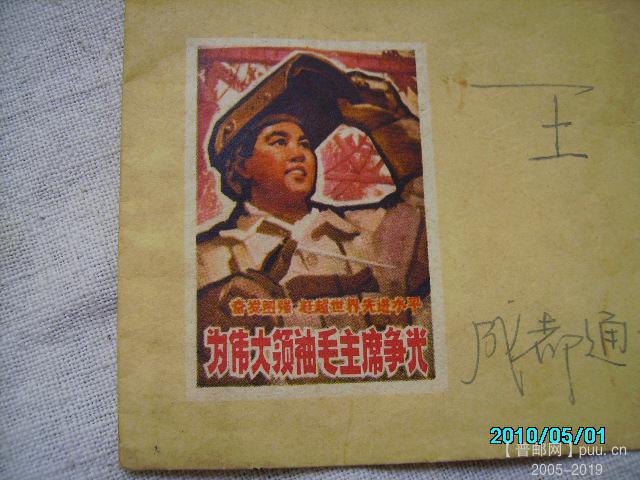 王
奋发图强·赶超世界先进水平
为伟大领袖毛主席争光
成都通
2010/05/01
【普邮网】puu.cn
2005-2019